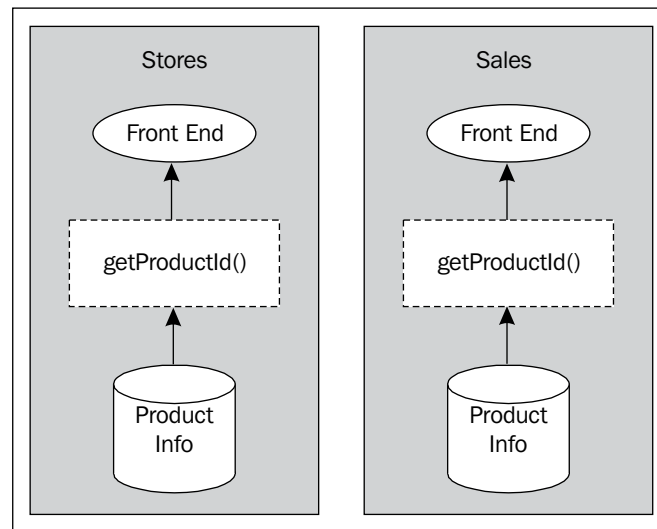 Stores
Front End
getProductId()
Product
Info
Sales
Front End
getProductId()
Product
Info